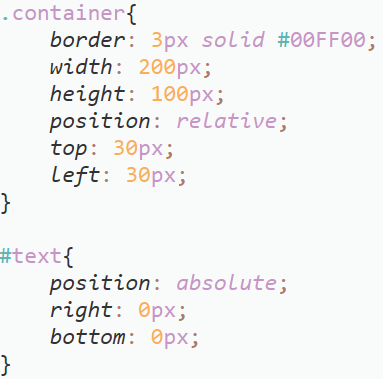 .container{
border: 3px solid #00FF00;
width: 200px;
height: 100px;
position: relative;
top: 30px;
left: 30px;
}
#text{
position: absolute;
right: 0px;
bottom: 0px;
}